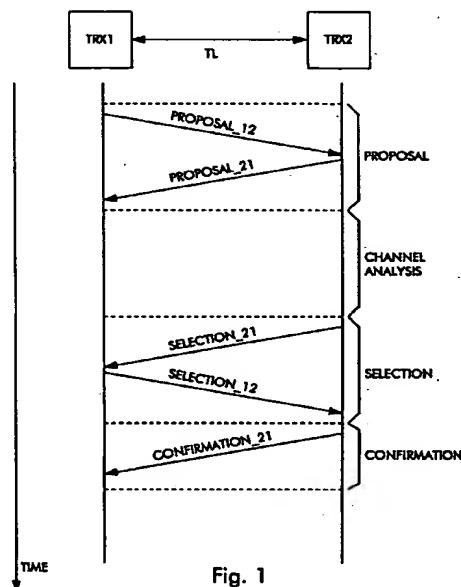 TRX1
TRX2
TL
PROPOSAL_12
PROPOSAL_21
PROPOSAL
CHANNEL
ANALYSIS
SELECTION_21
SELECTION_12
SELECTION
CONFIRMATION_21
CONFIRMATION
TIME
Fig. 1